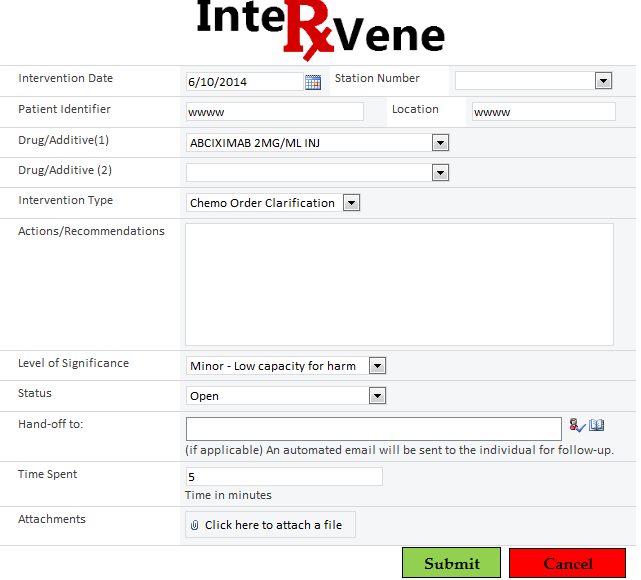 InteRxVene
Intervention Date 6/10/2014 Station Number
Patient Identifier wwww Location wwww
Drug/Additive(1) ABCIXIMAB 2MG/ML INJ
Drug/Additive (2)
Intervention Type Chemo Order Clarification
Actions/Recommendations
Level of Significance Minor - Low capacity for harm
Status Open
Hand-off to:
(if applicable) An automated email will be sent to the individual for follow-up.
Time Spent 5
Time in minutes
Attachments Click here to attach a file
Submit Cancel